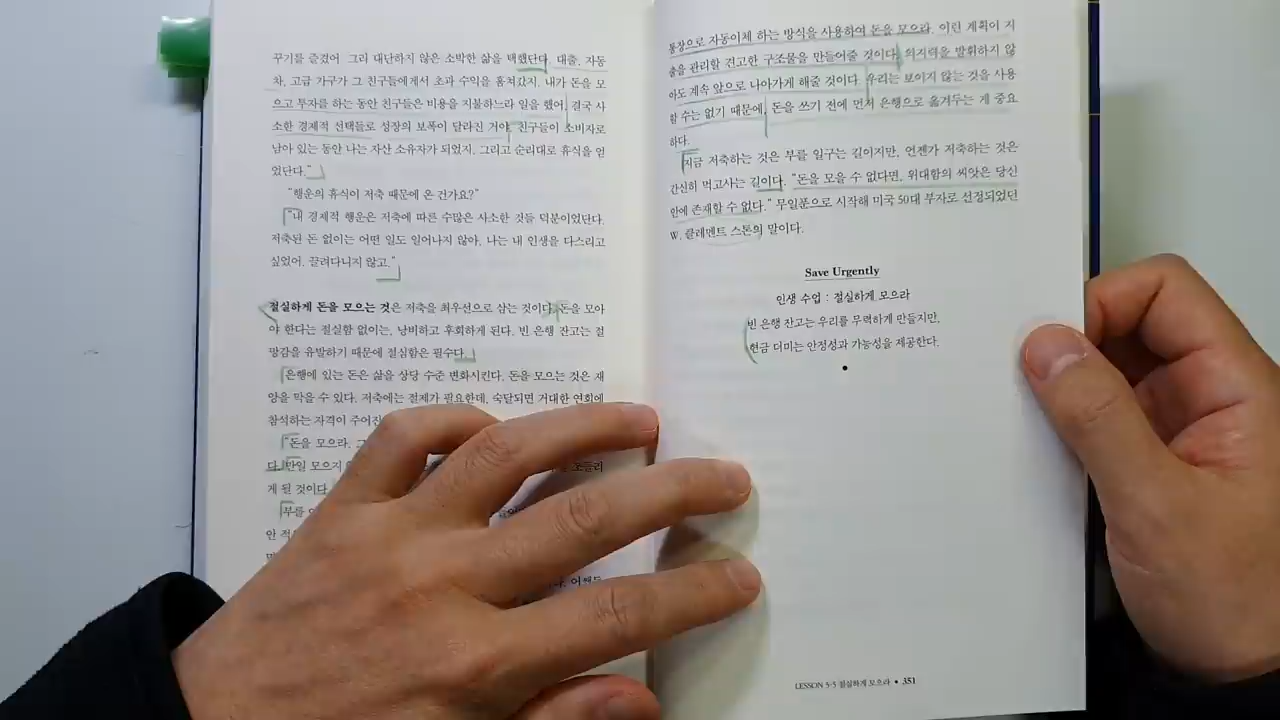 꾸기를 즐겼어. 그러나 대단하지 않은 소박한 삶을 택했단다. 대출, 자동
차, 고급 가구가 그 친구들에게서 초과 수익을 훔쳐갔지. 내가 돈을 모
으고 투자를 하는 동안 친구들은 비용을 지불하느라 일을 했어. 결국 사
소한 경제적 선택들로 성장의 보폭이 달라진 거야. 친구들이 소비자로
남아 있는 동안 나는 자산 소유자가 되었지. 그리고 순리대로 휴식을 얻
었단다."
"행운의 휴식이 저축 때문에 온 건가요?"
"내 경제적 행운은 저축에 따른 수많은 사소한 것들 덕분이었단다.
저축된 돈 없이는 어떤 일도 일어나지 않아. 나는 내 인생을 다스리고
싶었어. 끌려다니지 않고."
절실하게 돈을 모으는 것은 저축을 최우선으로 삼는 것이다. 돈을 모아
야 한다는 절실함 없이는, 낭비하고 후회하게 된다. 빈 은행 잔고는 절
망감을 유발하기 때문에 절심함은 필수다.
은행에 있는 돈은 삶을 상당 수준 변화시킨다. 돈을 모으는 것은 재
앙을 막을 수 있다. 저축에는 절제가 필요한데, 숙달되면 거대한 연회에
참석하는 자격이 주어진
"돈을 모으라. 그
다. 만일 모으지 휘둘리
게 될 것이다.
부를
안 적
어쨌든
통장으로 자동이체 하는 방식을 사용하여 돈을 모으라. 이런 계획이 지
출을 관리할 견고한 구조물을 만들어줄 것이다. 의지력을 발휘하지 않
아도 계속 앞으로 나아가게 해줄 것이다. 우리는 보이지 않는 것을 사용
할 수는 없기 때문에, 돈을 쓰기 전에 먼저 은행으로 옮겨두는 게 중요
하다.
지금 저축하는 것은 부를 일구는 길이지만, 언젠가 저축하는 것은
간신히 먹고사는 길이다. "돈을 모을 수 없다면, 위대함의 씨앗은 당신
안에 존재할 수 없다." 무일푼으로 시작해 미국 50대 부자로 선정되었던
W. 클레멘트 스톤의 말이다.
Save Urgently
인생 수업 : 절실하게 모으라
빈 은행 잔고는 우리를 무력하게 만들지만,
현금 더미는 안정성과 가능성을 제공한다.
LESSON 5-5 절실하게 모으라 • 351